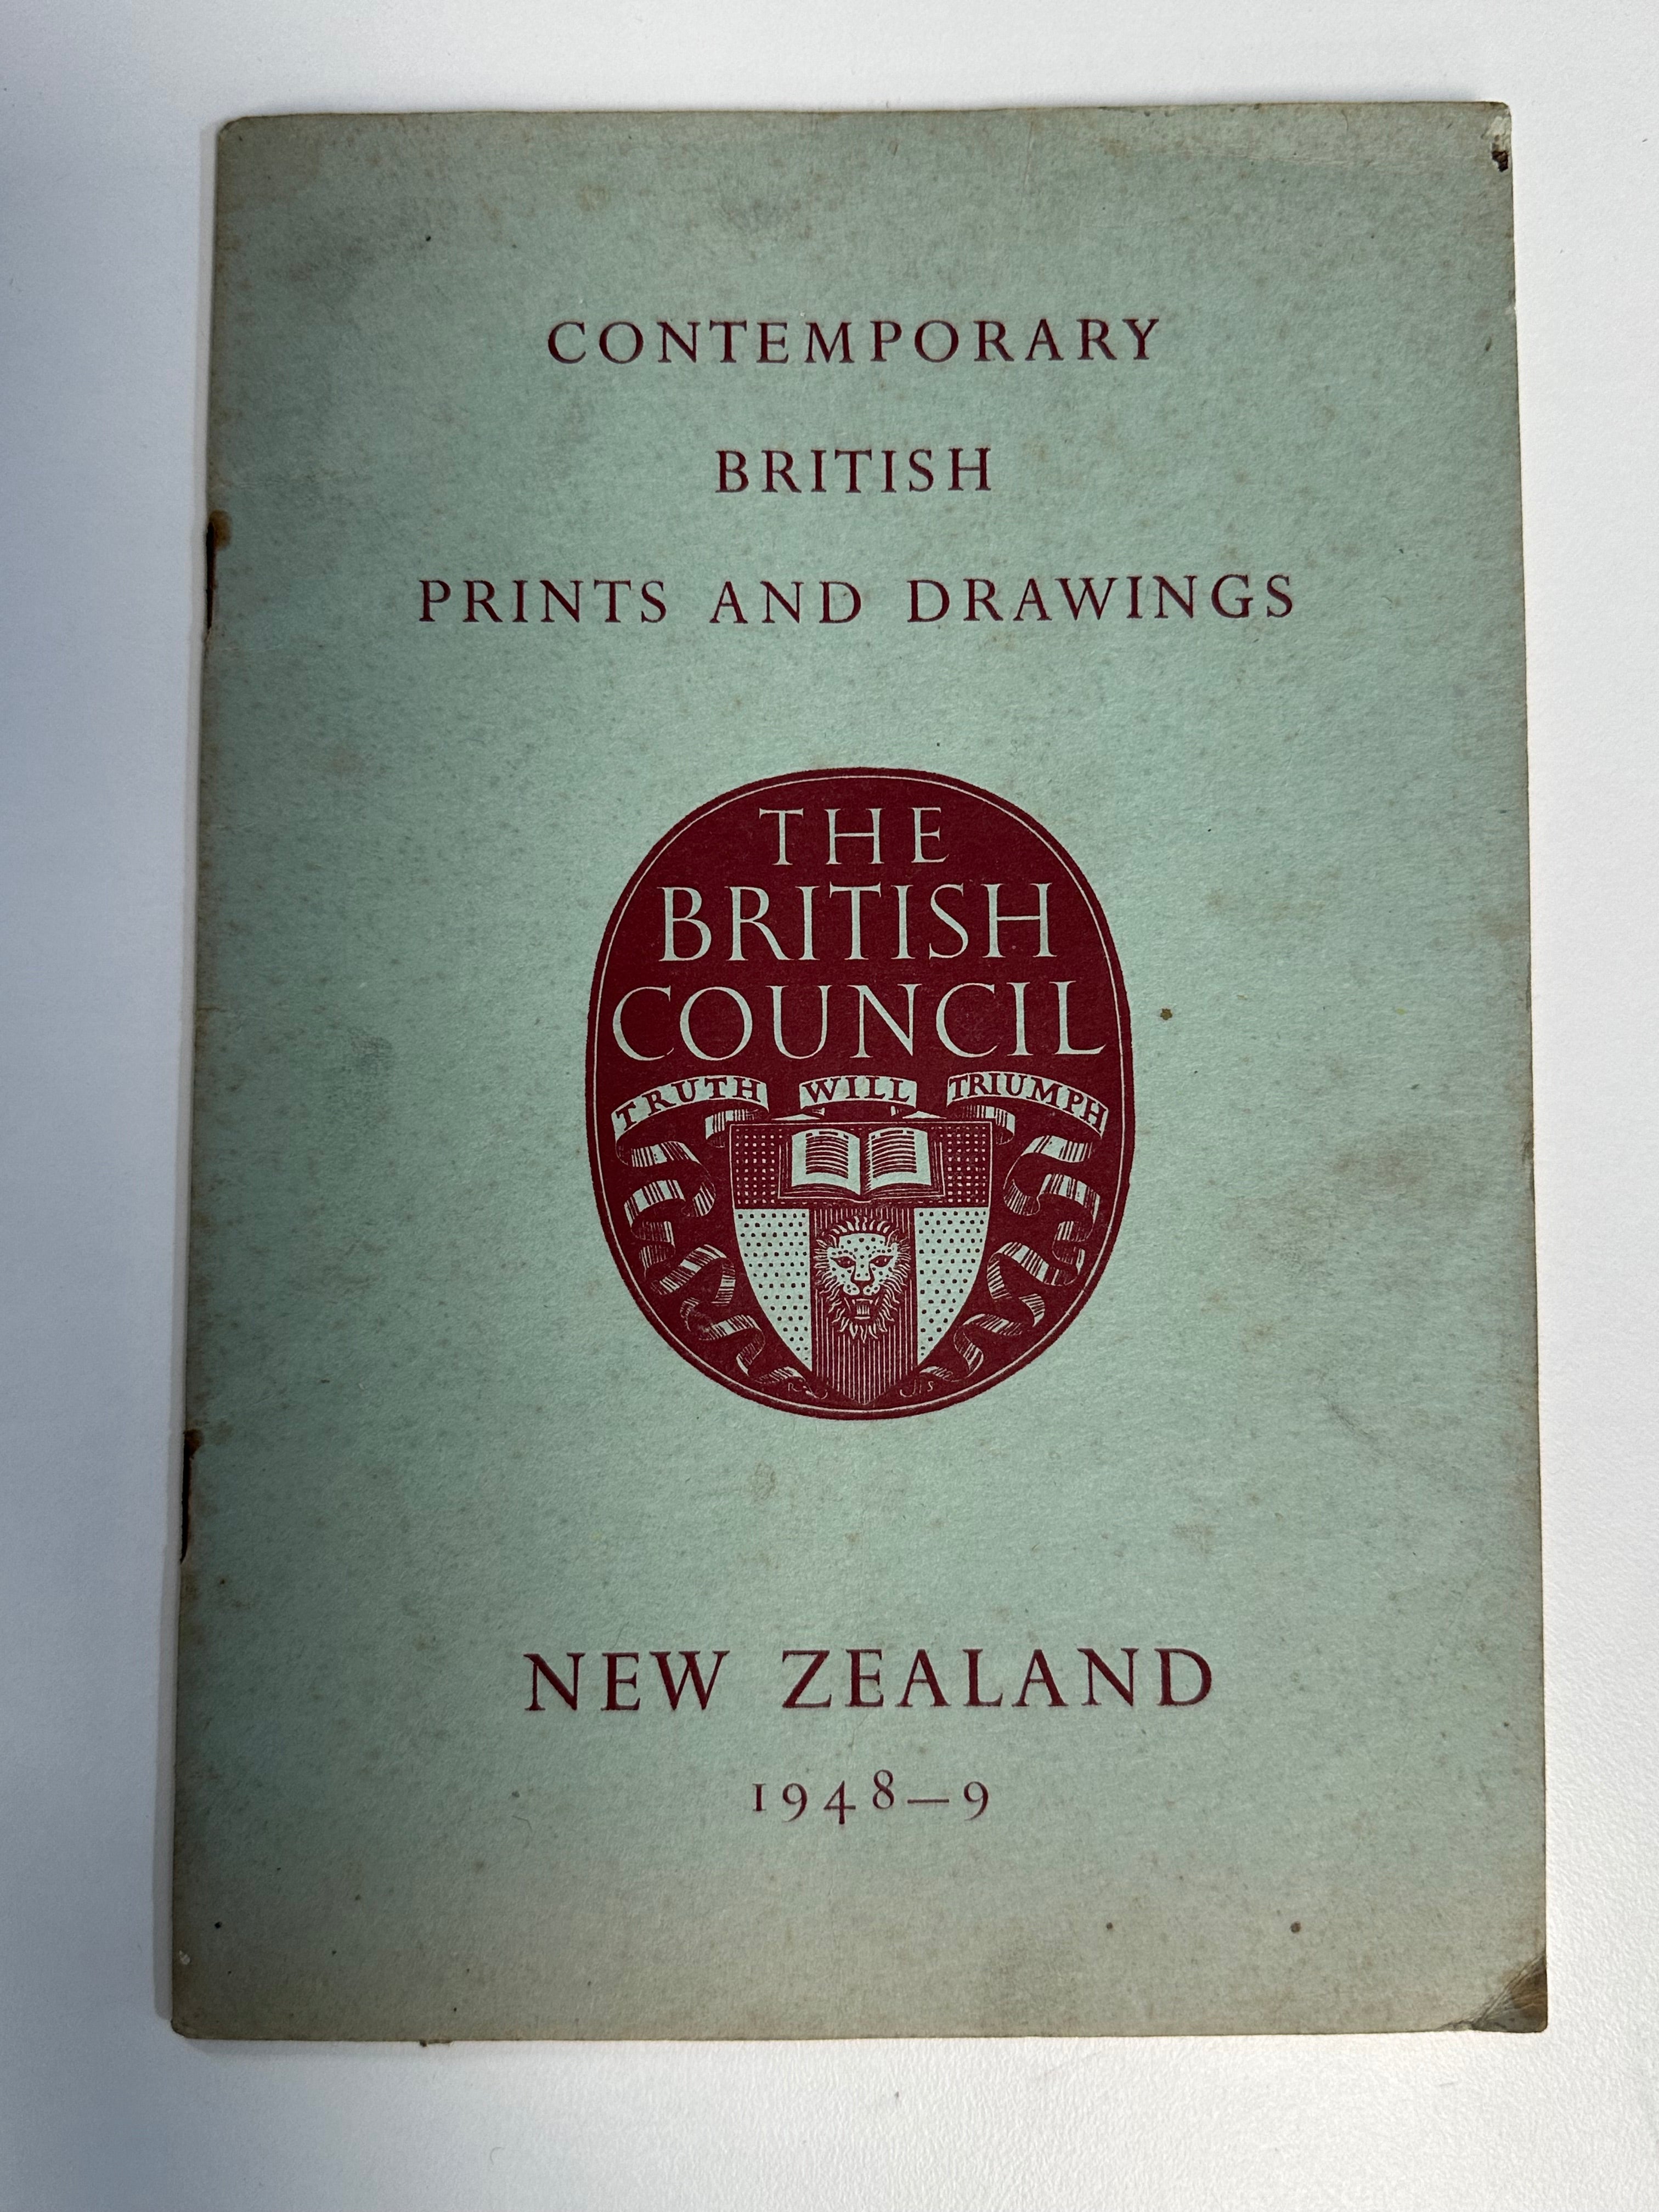 CONTEMPORARY
BRITISH
PRINTS AND DRAWINGS
THE
BRITISH
COUNCIL
TRUTH WILL TRIUMPH
NEW ZEALAND
1948–9